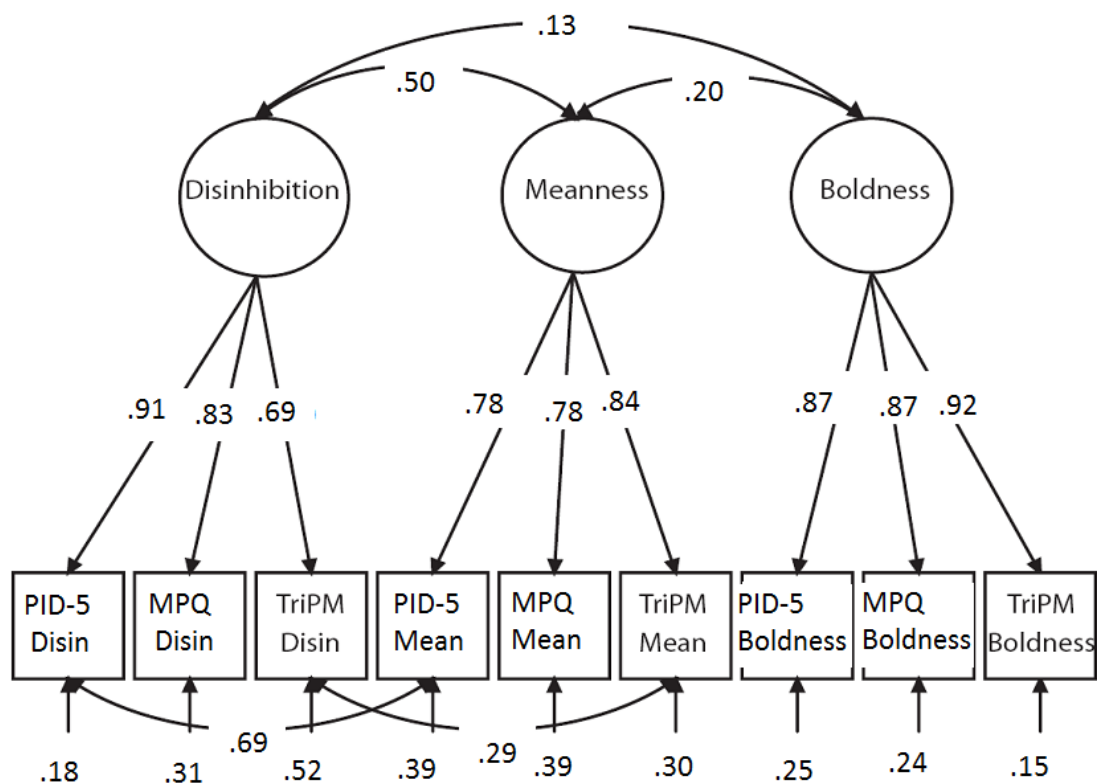 .13
.50
.20
Disinhibition
Meanness
Boldness
.91
.83
.69
.78
.78
.84
.87
.87
.92
PID-5
Disin
MPQ
Disin
TriPM
Disin
PID-5
Mean
MPQ
Mean
TriPM
Mean
PID-5
Boldness
MPQ
Boldness
TriPM
Boldness
.69
.29
.18
.31
.52
.39
.39
.30
.25
.24
.15